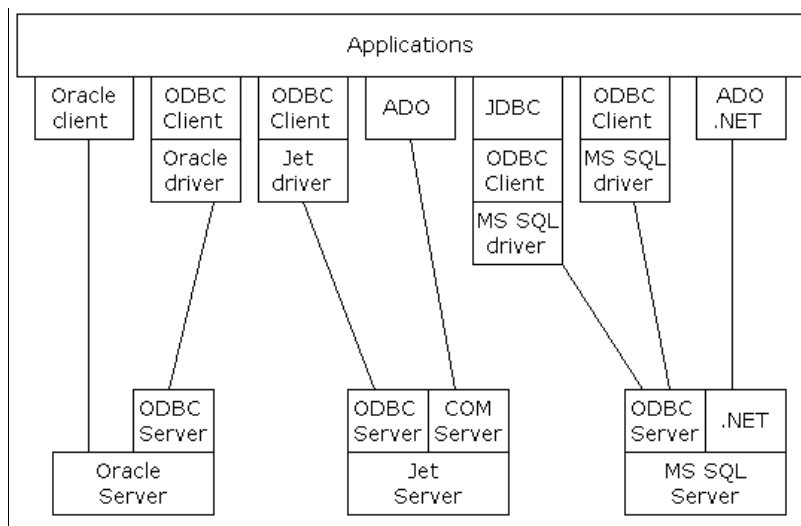 Applications
Oracle
client
ODBC
Client
Oracle
driver
ODBC
Client
Jet
driver
ADO
JDBC
ODBC
Client
MS SQL
driver
ODBC
Client
MS SQL
driver
ADO
.NET
ODBC
Server
Oracle
Server
ODBC
Server
COM
Server
Jet
Server
ODBC
Server
.NET
MS SQL
Server